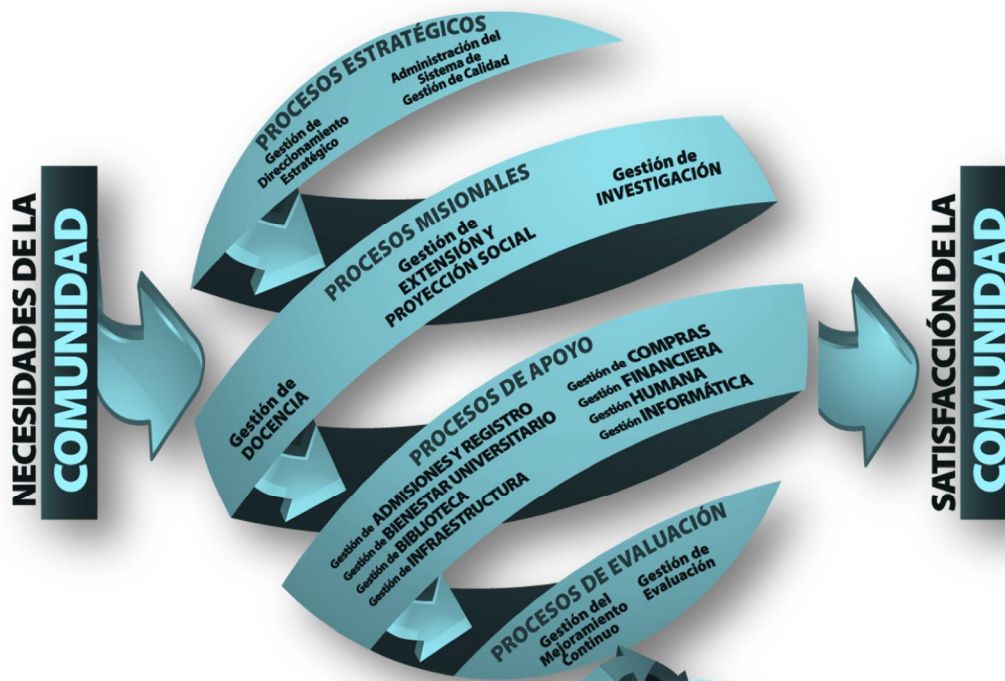 NECESIDADES DE LA
COMUNIDAD
PROCESOS ESTRATÉGICOS
Gestión de
Direccionamiento
Estratégico
Administración del
Sistema de
Gestión de Calidad
PROCESOS MISIONALES
Gestión de
DOCENCIA
Gestión de
EXTENSIÓN Y
PROYECCIÓN SOCIAL
Gestión de
INVESTIGACIÓN
PROCESOS DE APOYO
Gestión de ADMISIONES Y REGISTRO
Gestión de BIENESTAR UNIVERSITARIO
Gestión de BIBLIOTECA
Gestión de INFRAESTRUCTURA
Gestión de COMPRAS
Gestión FINANCIERA
Gestión HUMANA
Gestión INFORMÁTICA
PROCESOS DE EVALUACIÓN
Gestión del
Mejoramiento
Continuo
Gestión de
Evaluación
SATISFACCIÓN DE LA
COMUNIDAD